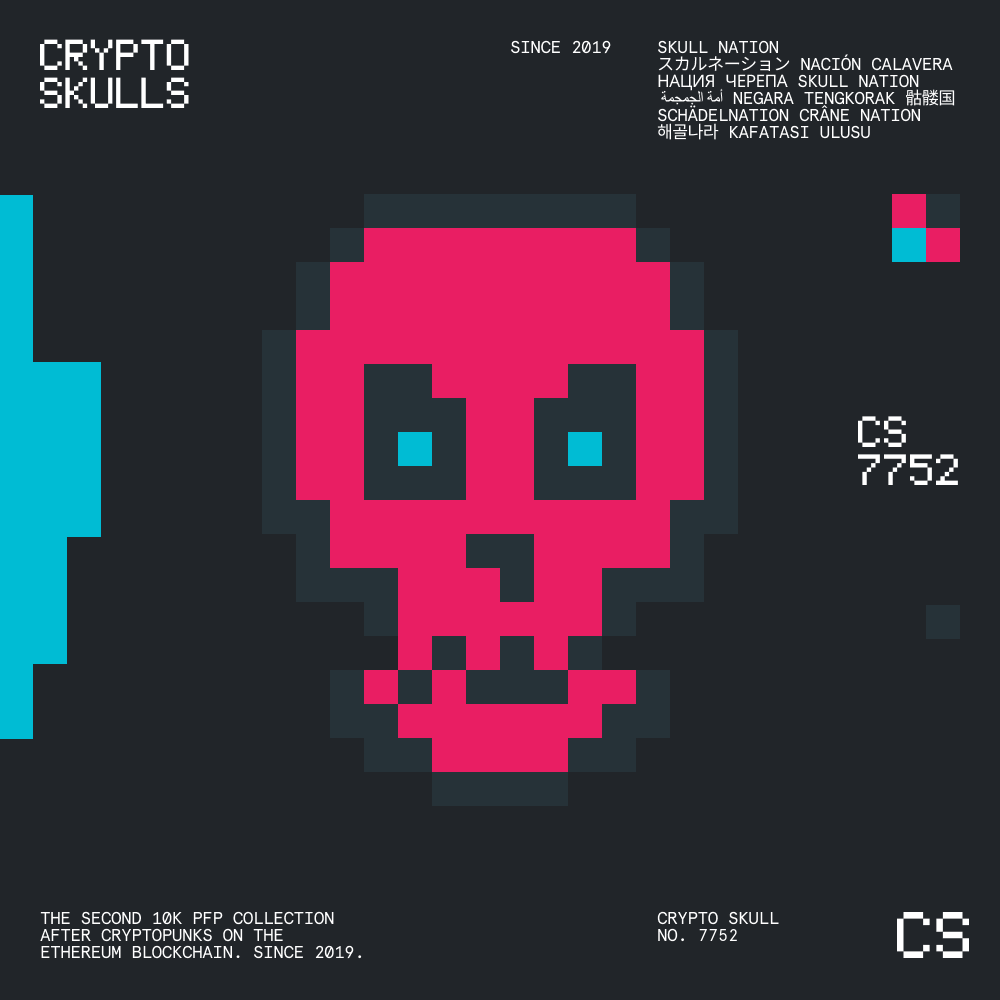 CRYPTO
SKULLS
SINCE 2019
SKULL NATION
スカルネーション NACIÓN CALAVERA
НАЦИЯ ЧЕРЕПА SKULL NATION
أمة الجمجمة NEGARA TENGKORAK 骷髅国
SCHÄDELNATION CRÂNE NATION
해골나라 KAFATASI ULUSU
CS
7752
THE SECOND 10K PFP COLLECTION
AFTER CRYPTOPUNKS ON THE
ETHEREUM BLOCKCHAIN. SINCE 2019.
CRYPTO SKULL
NO. 7752
CS